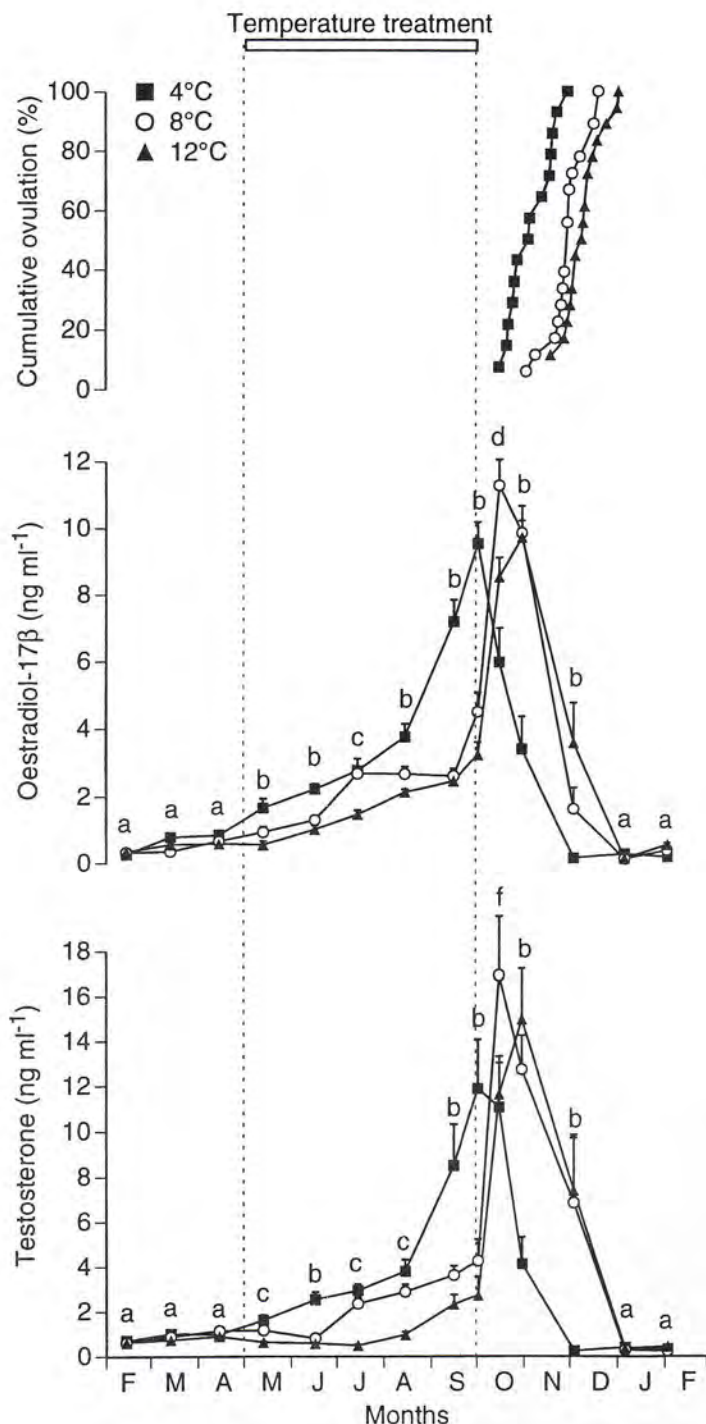 Temperature treatment
4°C
8°C
12°C
Cumulative ovulation (%)
100
80
60
40
20
0
d
b
b
b
b
b
b
c
b
a a a
a a
Oestradiol-17β (ng ml⁻¹)
12
10
8
6
4
2
0
f
b
b
b
b
c b c c
a a a
a a
Testosterone (ng ml⁻¹)
18
16
14
12
10
8
6
4
2
0
F M A M J J A S O N D J F
Months